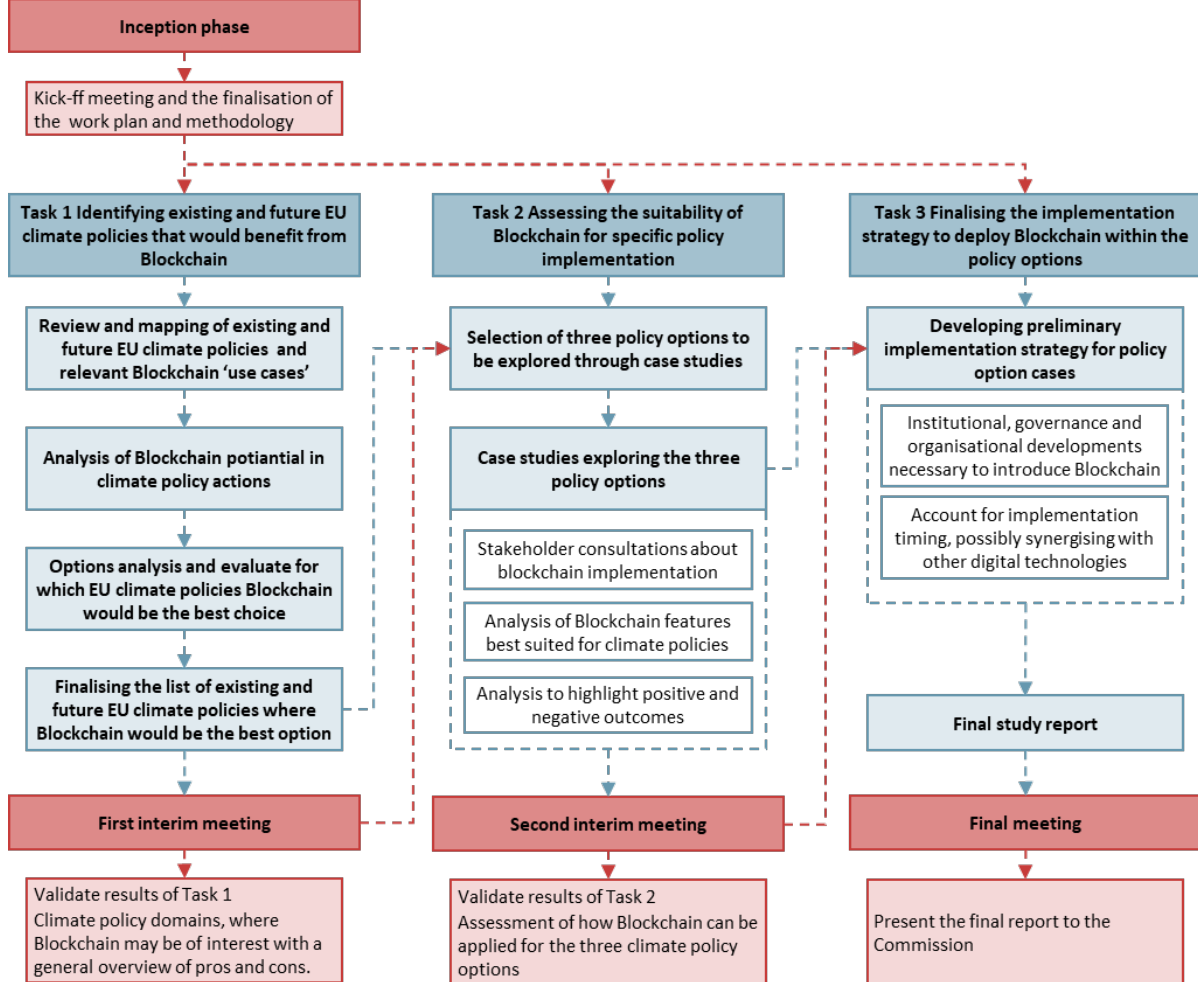 Inception phase
Kick-ff meeting and the finalisation of
the work plan and methodology
Task 1 Identifying existing and future EU
climate policies that would benefit from
Blockchain
Review and mapping of existing and
future EU climate policies and
relevant Blockchain ‘use cases’
Analysis of Blockchain potiantial in
climate policy actions
Options analysis and evaluate for
which EU climate policies Blockchain
would be the best choice
Finalising the list of existing and
future EU climate policies where
Blockchain would be the best option
First interim meeting
Validate results of Task 1
Climate policy domains, where
Blockchain may be of interest with a
general overview of pros and cons.
Task 2 Assessing the suitability of
Blockchain for specific policy
implementation
Selection of three policy options to
be explored through case studies
Case studies exploring the three
policy options
Stakeholder consultations about
blockchain implementation
Analysis of Blockchain features
best suited for climate policies
Analysis to highlight positive and
negative outcomes
Second interim meeting
Validate results of Task 2
Assessment of how Blockchain can be
applied for the three climate policy
options
Task 3 Finalising the implementation
strategy to deploy Blockchain within the
policy options
Developing preliminary
implementation strategy for policy
option cases
Institutional, governance and
organisational developments
necessary to introduce Blockchain
Account for implementation
timing, possibly synergising with
other digital technologies
Final study report
Final meeting
Present the final report to the
Commission